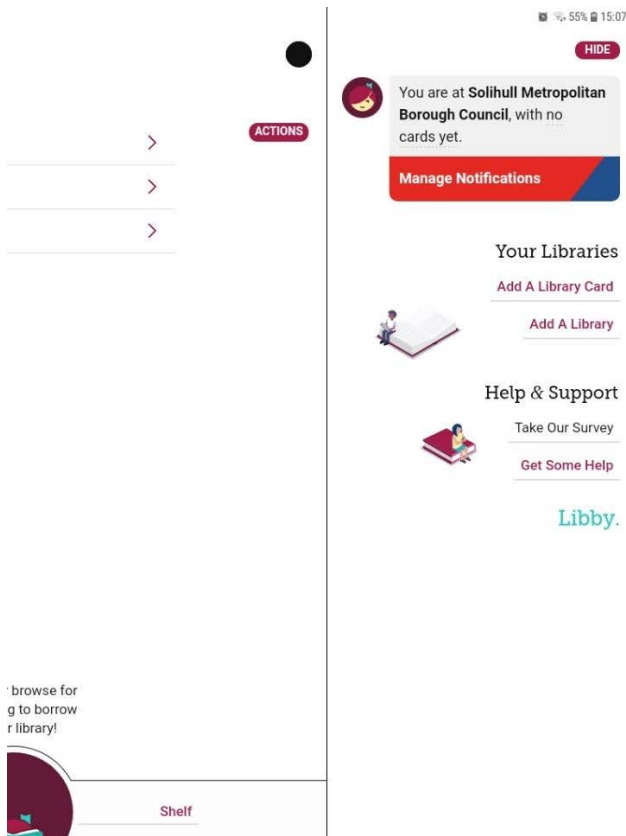 55% 15:07
HIDE
You are at Solihull Metropolitan
Borough Council, with no
cards yet.
Manage Notifications
ACTIONS
Your Libraries
Add A Library Card
Add A Library
Help & Support
Take Our Survey
Get Some Help
Libby.
browse for
g to borrow
r library!
Shelf